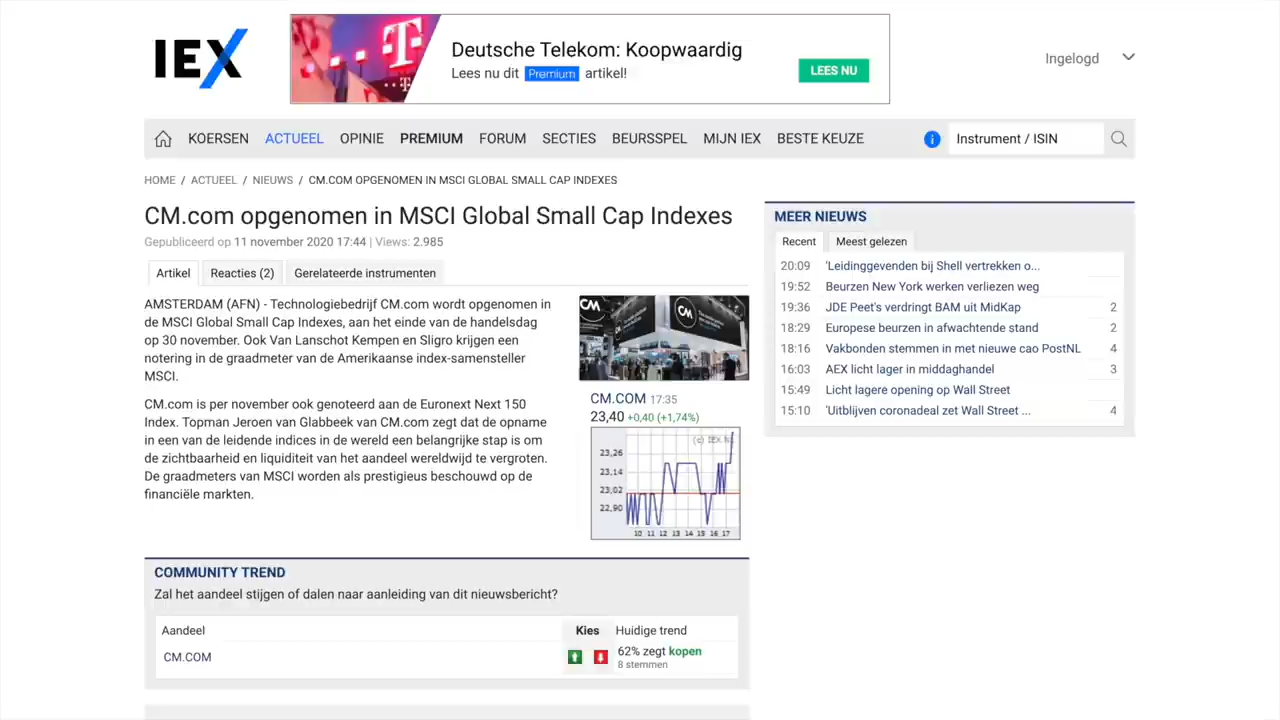 IEX
Deutsche Telekom: Koopwaardig
Lees nu dit Premium artikel!
LEES NU
Ingelogd
KOERSEN ACTUEEL OPINIE PREMIUM FORUM SECTIES BEURSSPEL MIJN IEX BESTE KEUZE
Instrument / ISIN
HOME / ACTUEEL / NIEUWS / CM.COM OPGENOMEN IN MSCI GLOBAL SMALL CAP INDEXES
CM.com opgenomen in MSCI Global Small Cap Indexes
Gepubliceerd op 11 november 2020 17:44 | Views: 2.985
Artikel Reacties (2) Gerelateerde instrumenten
AMSTERDAM (AFN) - Technologiebedrijf CM.com wordt opgenomen in
de MSCI Global Small Cap Indexes, aan het einde van de handelsdag
op 30 november. Ook Van Lanschot Kempen en Sligro krijgen een
notering in de graadmeter van de Amerikaanse index-samensteller
MSCI.
CM.com is per november ook genoteerd aan de Euronext Next 150
Index. Topman Jeroen van Glabbeek van CM.com zegt dat de opname
in een van de leidende indices in de wereld een belangrijke stap is om
de zichtbaarheid en liquiditeit van het aandeel wereldwijd te vergroten.
De graadmeters van MSCI worden als prestigieus beschouwd op de
financiële markten.
CM
CM
CM.COM 17:35
23,40 +0,40 (+1,74%)
(c) IEX.NL
23,26
23,14
23,02
22,90
10 11 12 13 14 15 16 17
MEER NIEUWS
Recent Meest gelezen
20:09 'Leidinggevenden bij Shell vertrekken o...
19:52 Beurzen New York werken verliezen weg
19:36 JDE Peet's verdringt BAM uit MidKap 2
18:29 Europese beurzen in afwachtende stand 2
18:16 Vakbonden stemmen in met nieuwe cao PostNL 4
16:03 AEX licht lager in middaghandel 3
15:49 Licht lagere opening op Wall Street
15:10 'Uitblijven coronadeal zet Wall Street ... 4
COMMUNITY TREND
Zal het aandeel stijgen of dalen naar aanleiding van dit nieuwsbericht?
Aandeel Kies Huidige trend
CM.COM 62% zegt kopen
8 stemmen